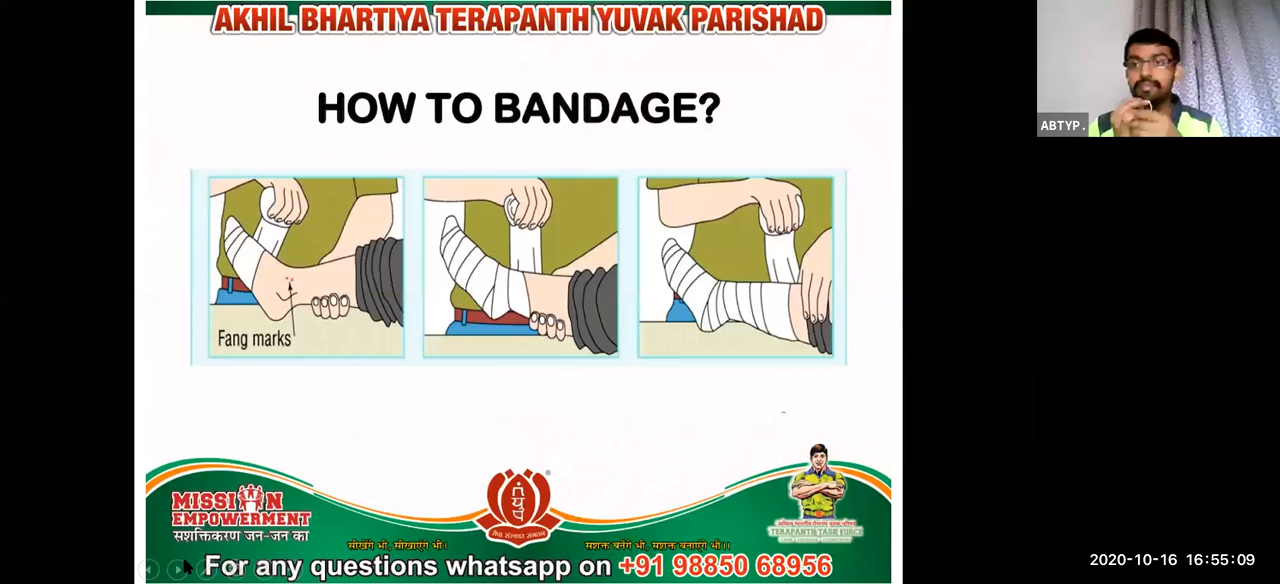 AKHIL BHARTIYA TERAPANTH YUVAK PARISHAD
HOW TO BANDAGE?
Fang marks
ABTYP.
MISSION
EMPOWERMENT
सशक्तिकरण जन-जन का
सेवा संस्कार संगठन
®
TERAPANTH TASK FORCE
सीखेंगे भी, सीखाएंगे भी।
सशक्त बनेंगे भी, सशक्त बनाएंगे भी।।
For any questions whatsapp on +91 98850 68956
2020-10-16 16:55:09